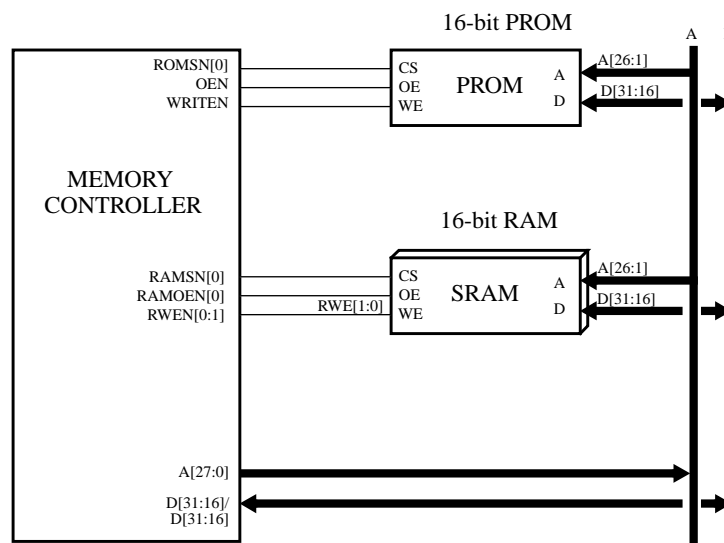 16-bit PROM
A
ROMSN[0]
OEN
WRITEN
CS
OE
WE
PROM
A
D
A[26:1]
D[31:16]
MEMORY
CONTROLLER
16-bit RAM
RAMSN[0]
RAMOEN[0]
RWEN[0:1]
RWE[1:0]
CS
OE
WE
SRAM
A
D
A[26:1]
D[31:16]
A[27:0]
D[31:16]/
D[31:16]